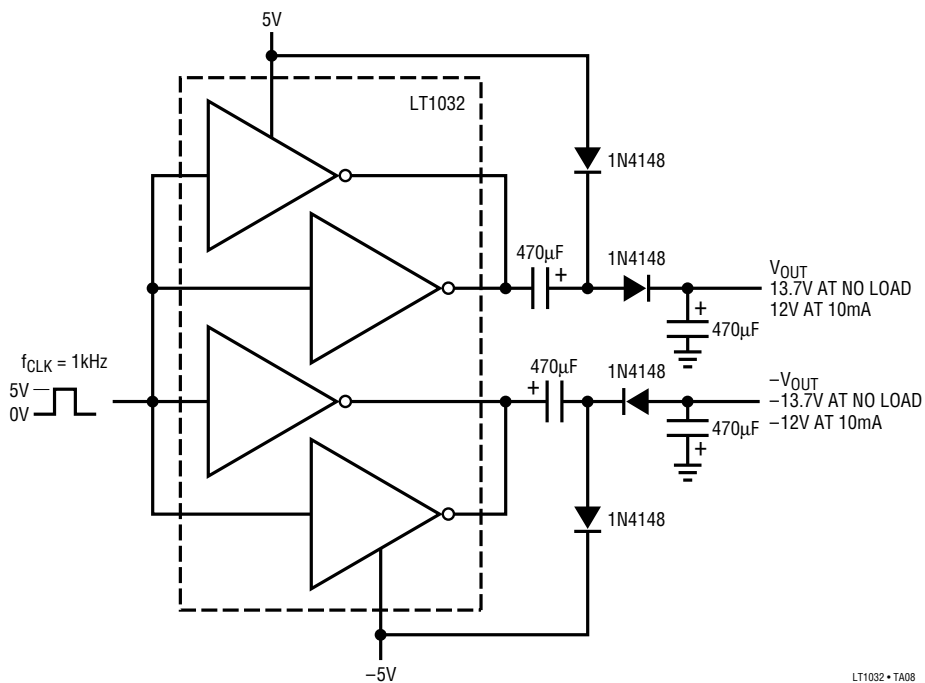 5V
LT1032
1N4148
470µF
+
1N4148
VOUT
13.7V AT NO LOAD
12V AT 10mA
+
470µF
fCLK = 1kHz
5V
0V
470µF
+
1N4148
–VOUT
–13.7V AT NO LOAD
–12V AT 10mA
470µF
+
1N4148
–5V
LT1032 • TA08